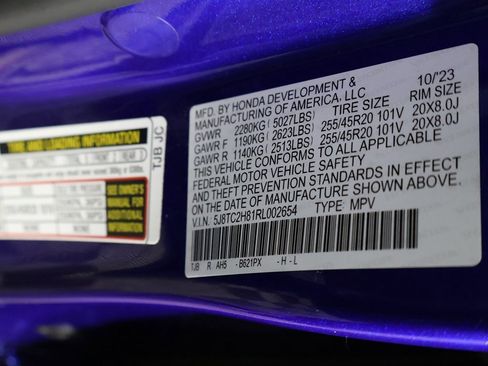 MFD. BY HONDA DEVELOPMENT & 10/'23
MANUFACTURING OF AMERICA, LLC
GVWR 2280KG (5027LBS) TIRE SIZE RIM SIZE
GAWR F 1190KG (2623LBS) 255/45R20 101V 20X8.0J
GAWR R 1140KG (2513LBS) 255/45R20 101V 20X8.0J
THIS VEHICLE CONFORMS TO ALL APPLICABLE
FEDERAL MOTOR VEHICLE SAFETY
AND THEFT PREVENTION STANDARDS IN EFFECT
ON THE DATE OF MANUFACTURE SHOWN ABOVE.
V.I.N. 5J8TC2H81RL002654 TYPE: MPV
TJB R AH5 - B621PX - H - L
TJB JC
TIRE AND LOADING INFORMATION
SEE OWNER'S
MANUAL FOR
ADDITIONAL
INFORMATION
NONE
NONE